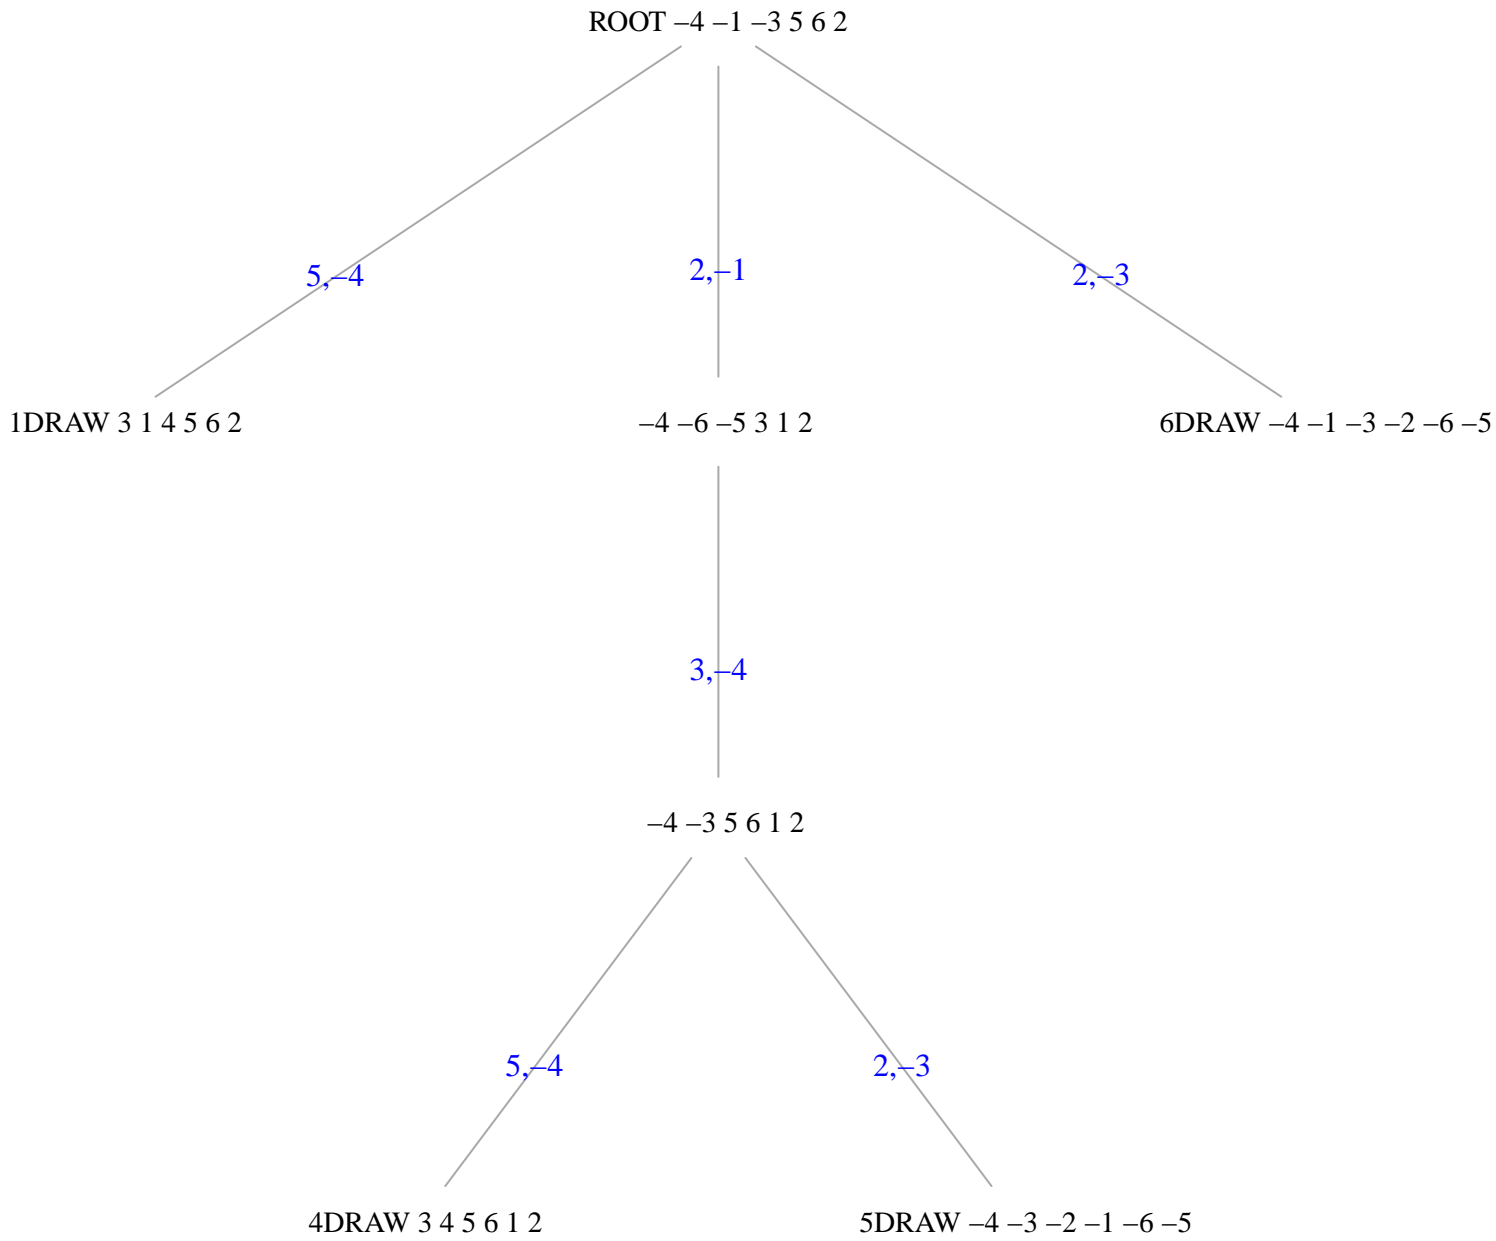 ROOT –4 –1 –3 5 6 2
5,–4
2,–1
2,–3
1DRAW 3 1 4 5 6 2
–4 –6 –5 3 1 2
6DRAW –4 –1 –3 –2 –6 –5
3,–4
–4 –3 5 6 1 2
5,–4
2,–3
4DRAW 3 4 5 6 1 2
5DRAW –4 –3 –2 –1 –6 –5